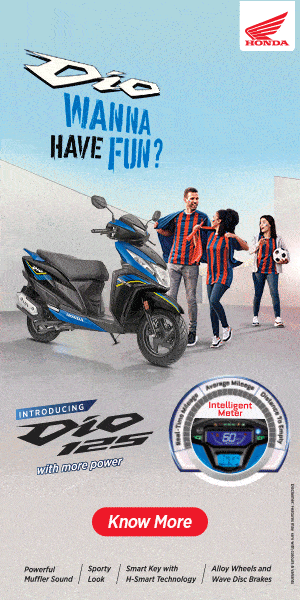 HONDA
Dio
WANNA
HAVE FUN?
INTRODUCING
Dio
125
with more power
Real-Time Mileage
Average Mileage
Distance To Empty
Intelligent
Meter
60
Know More
Powerful
Muffler Sound
Sporty
Look
Smart Key with
H-Smart Technology
Alloy Wheels and
Wave Disc Brakes